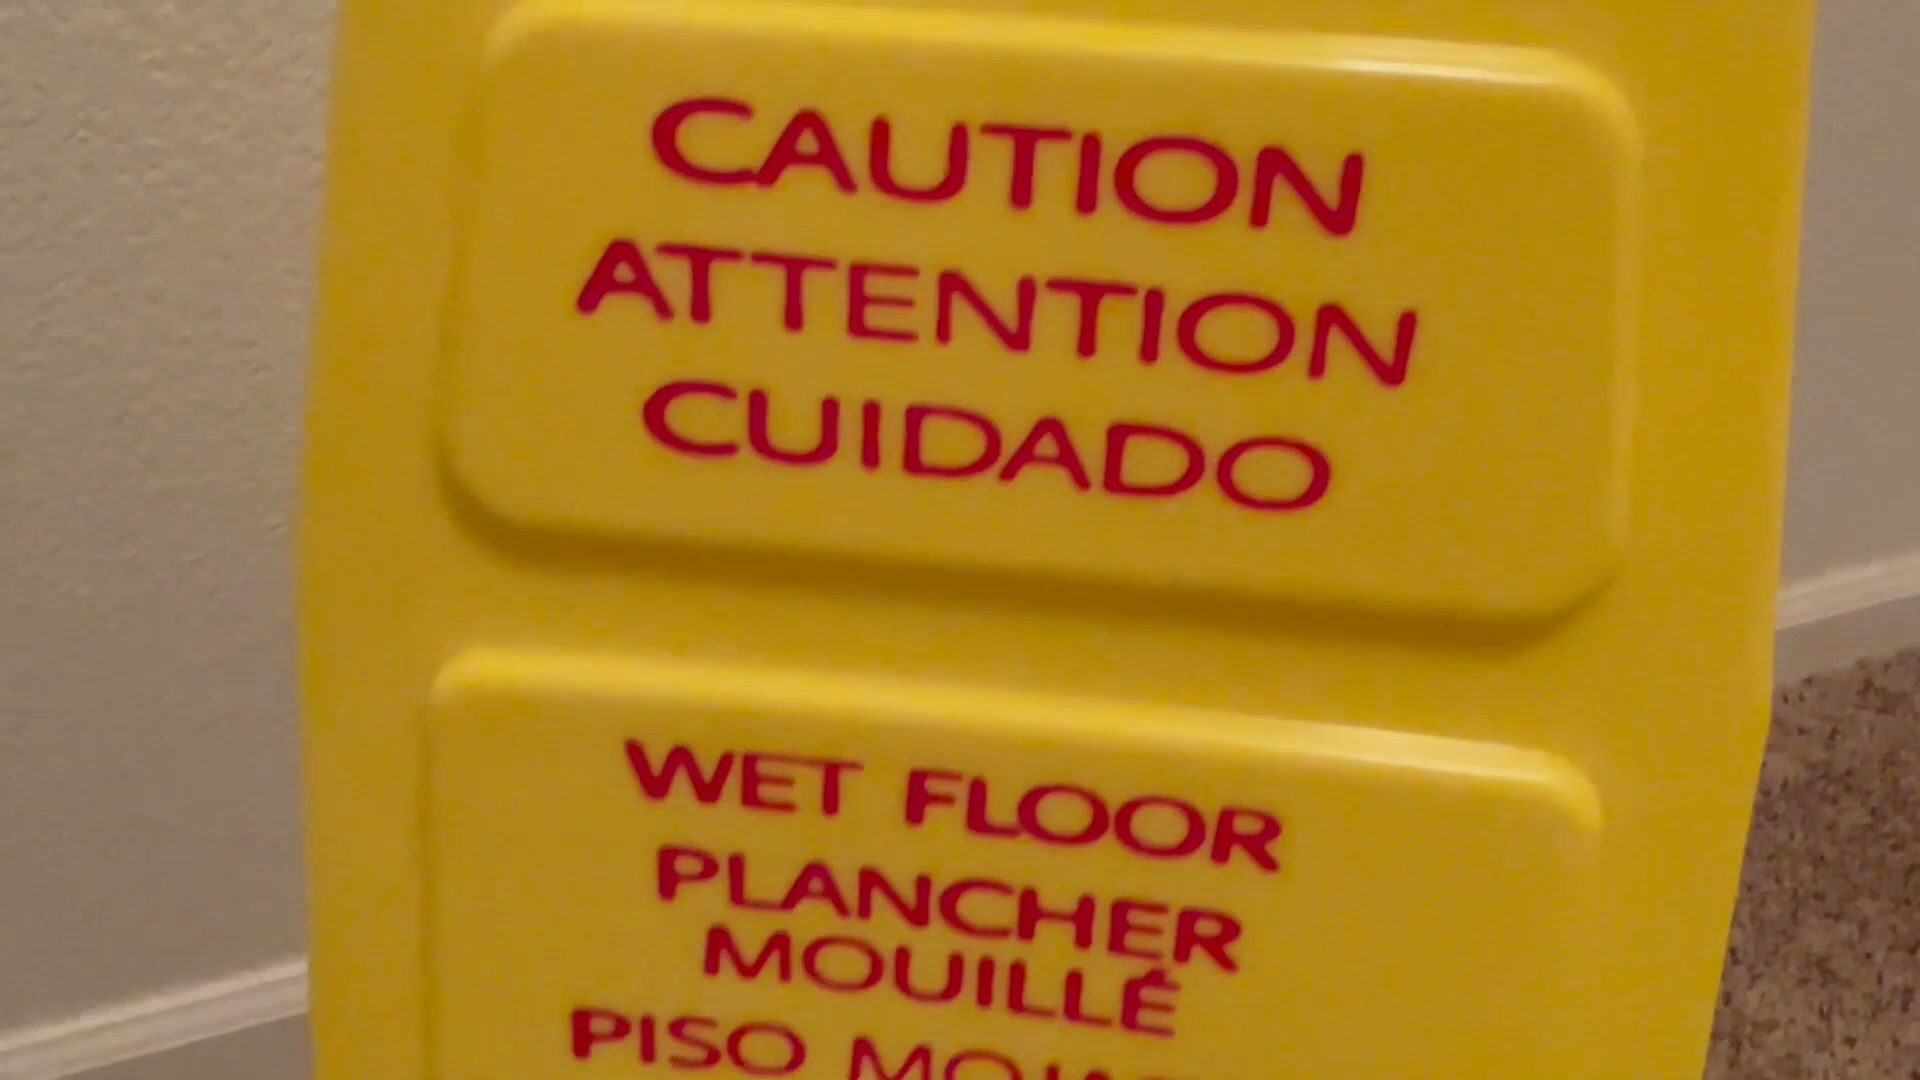 CAUTION
ATTENTION
CUIDADO
WET FLOOR
PLANCHER
MOUILLÉ
PISO